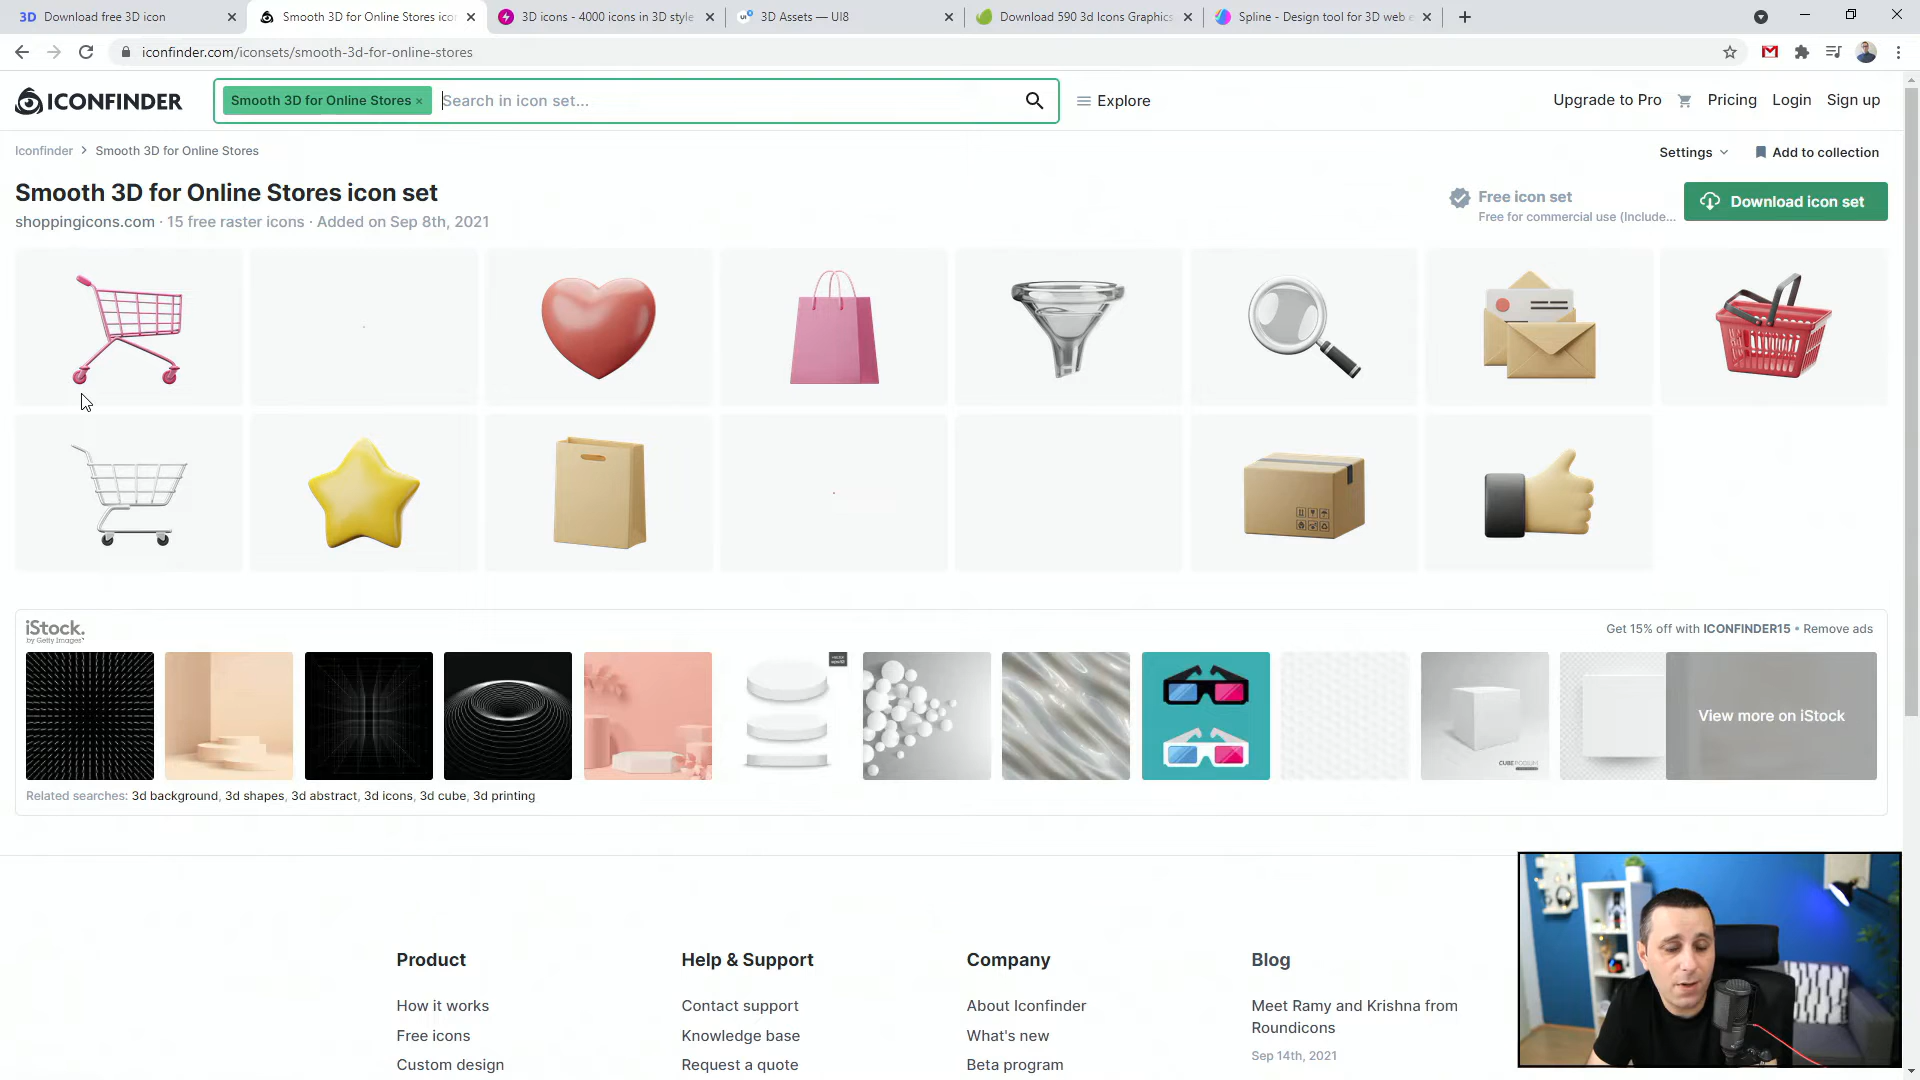 3D Download free 3D icon
Smooth 3D for Online Stores ico
3D icons - 4000 icons in 3D style
3D Assets — UI8
Download 590 3d Icons Graphics
Spline - Design tool for 3D web e
iconfinder.com/iconsets/smooth-3d-for-online-stores
ICONFINDER
Smooth 3D for Online Stores ×
Search in icon set...
Explore
Upgrade to Pro
Pricing
Login
Sign up
Iconfinder > Smooth 3D for Online Stores
Settings
Add to collection
Smooth 3D for Online Stores icon set
shoppingicons.com · 15 free raster icons · Added on Sep 8th, 2021
Free icon set
Free for commercial use (Include...
Download icon set
iStock.
by Getty Images
Get 15% off with ICONFINDER15 • Remove ads
CUBE PODIUM
View more on iStock
Related searches: 3d background, 3d shapes, 3d abstract, 3d icons, 3d cube, 3d printing
Product
Help & Support
Company
Blog
How it works
Contact support
About Iconfinder
Meet Ramy and Krishna from
Roundicons
Free icons
Knowledge base
What's new
Sep 14th, 2021
Custom design
Request a quote
Beta program